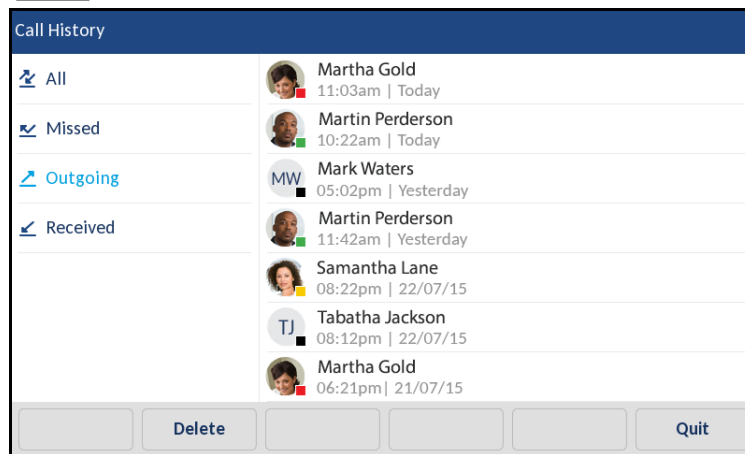 Call History
All
Missed
Outgoing
Received
Martha Gold
11:03am | Today
Martin Perderson
10:22am | Today
MW
Mark Waters
05:02pm | Yesterday
Martin Perderson
11:42am | Yesterday
Samantha Lane
08:22pm | 22/07/15
TJ
Tabatha Jackson
08:12pm | 22/07/15
Martha Gold
06:21pm| 21/07/15
Delete
Quit